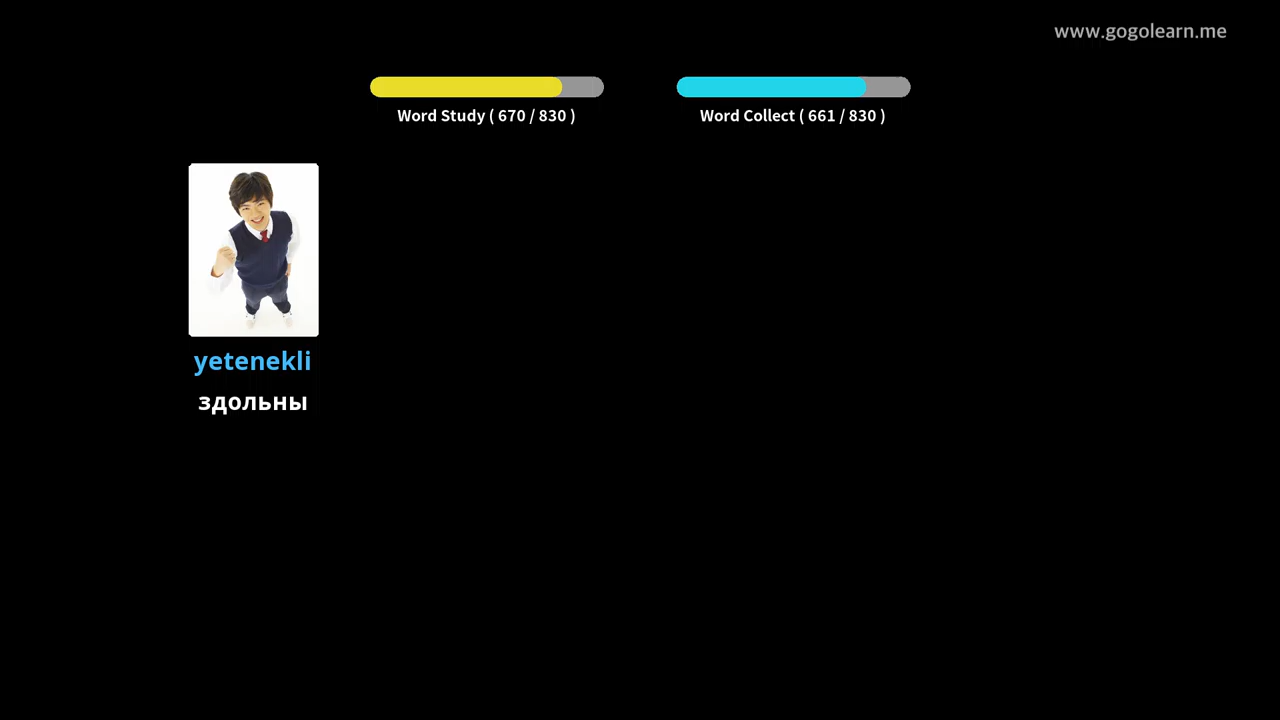 www.gogolearn.me
Word Study ( 670 / 830 )
Word Collect ( 661 / 830 )
yetenekli
здольны